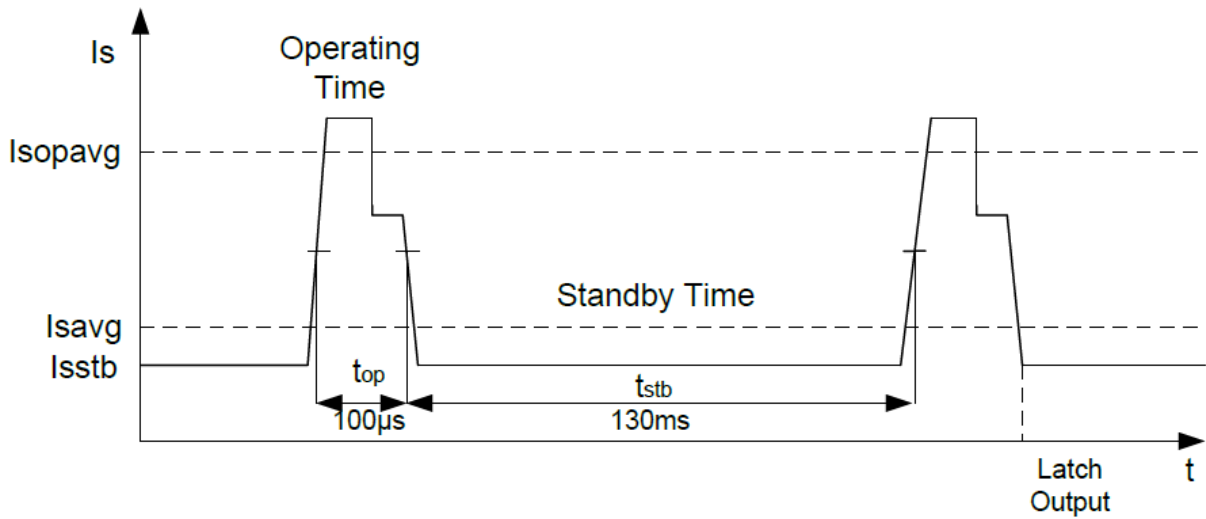 Is
Operating
Time
Isopavg
Standby Time
Isavg
Isstb
top
tstb
100µs
130ms
t
Latch
Output